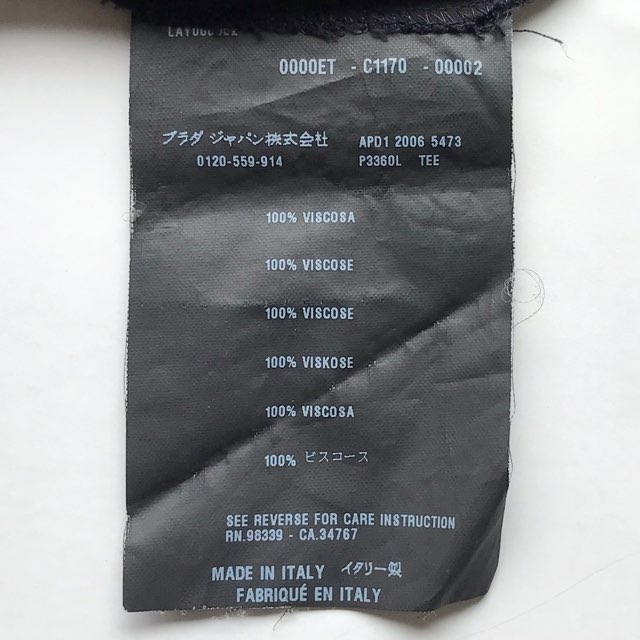 0000ET - C1170 - 00002
プラダ ジャパン株式会社 APD1 2006 5473
0120-559-914 P3360L TEE
100% VISCOSA
100% VISCOSE
100% VISCOSE
100% VISKOSE
100% VISCOSA
100% ビスコース
SEE REVERSE FOR CARE INSTRUCTION
RN.98339 - CA.34767
MADE IN ITALY イタリー製
FABRIQUÉ EN ITALY